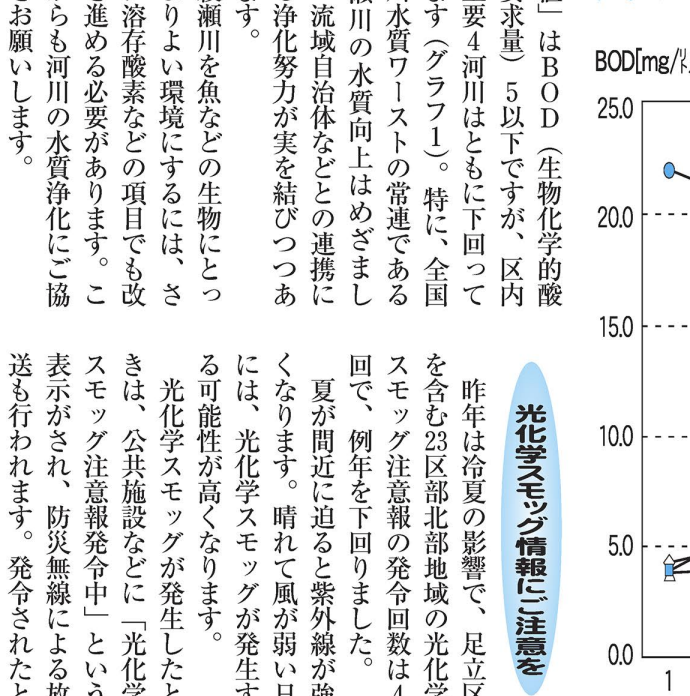 BOD[mg/㍑
25.0
20.0
15.0
10.0
5.0
0.0
1
値」はＢＯＤ（生物化学的酸
求量）５以下ですが、区内
要４河川はともに下回って
ます（グラフ1）。特に、全国
川水質ワーストの常連である
瀬川の水質向上はめざまし
流域自治体などとの連携に
浄化努力が実を結びつつあ
ます。
瀬川を魚などの生物にとっ
りよい環境にするには、さ
溶存酸素などの項目でも改
を進める必要があります。こ
らも河川の水質浄化にご協
お願いします。
光化学スモッグ情報にご注意を
昨年は冷夏の影響で、足立区
を含む23区部北部地域の光化学
スモッグ注意報の発令回数は４
回で、例年を下回りました。
夏が間近に迫ると紫外線が強
くなります。晴れて風が弱い日
には、光化学スモッグが発生す
る可能性が高くなります。
光化学スモッグが発生したと
きは、公共施設などに「光化学
スモッグ注意報発令中」という
表示がされ、防災無線による放
送も行われます。発令されたと